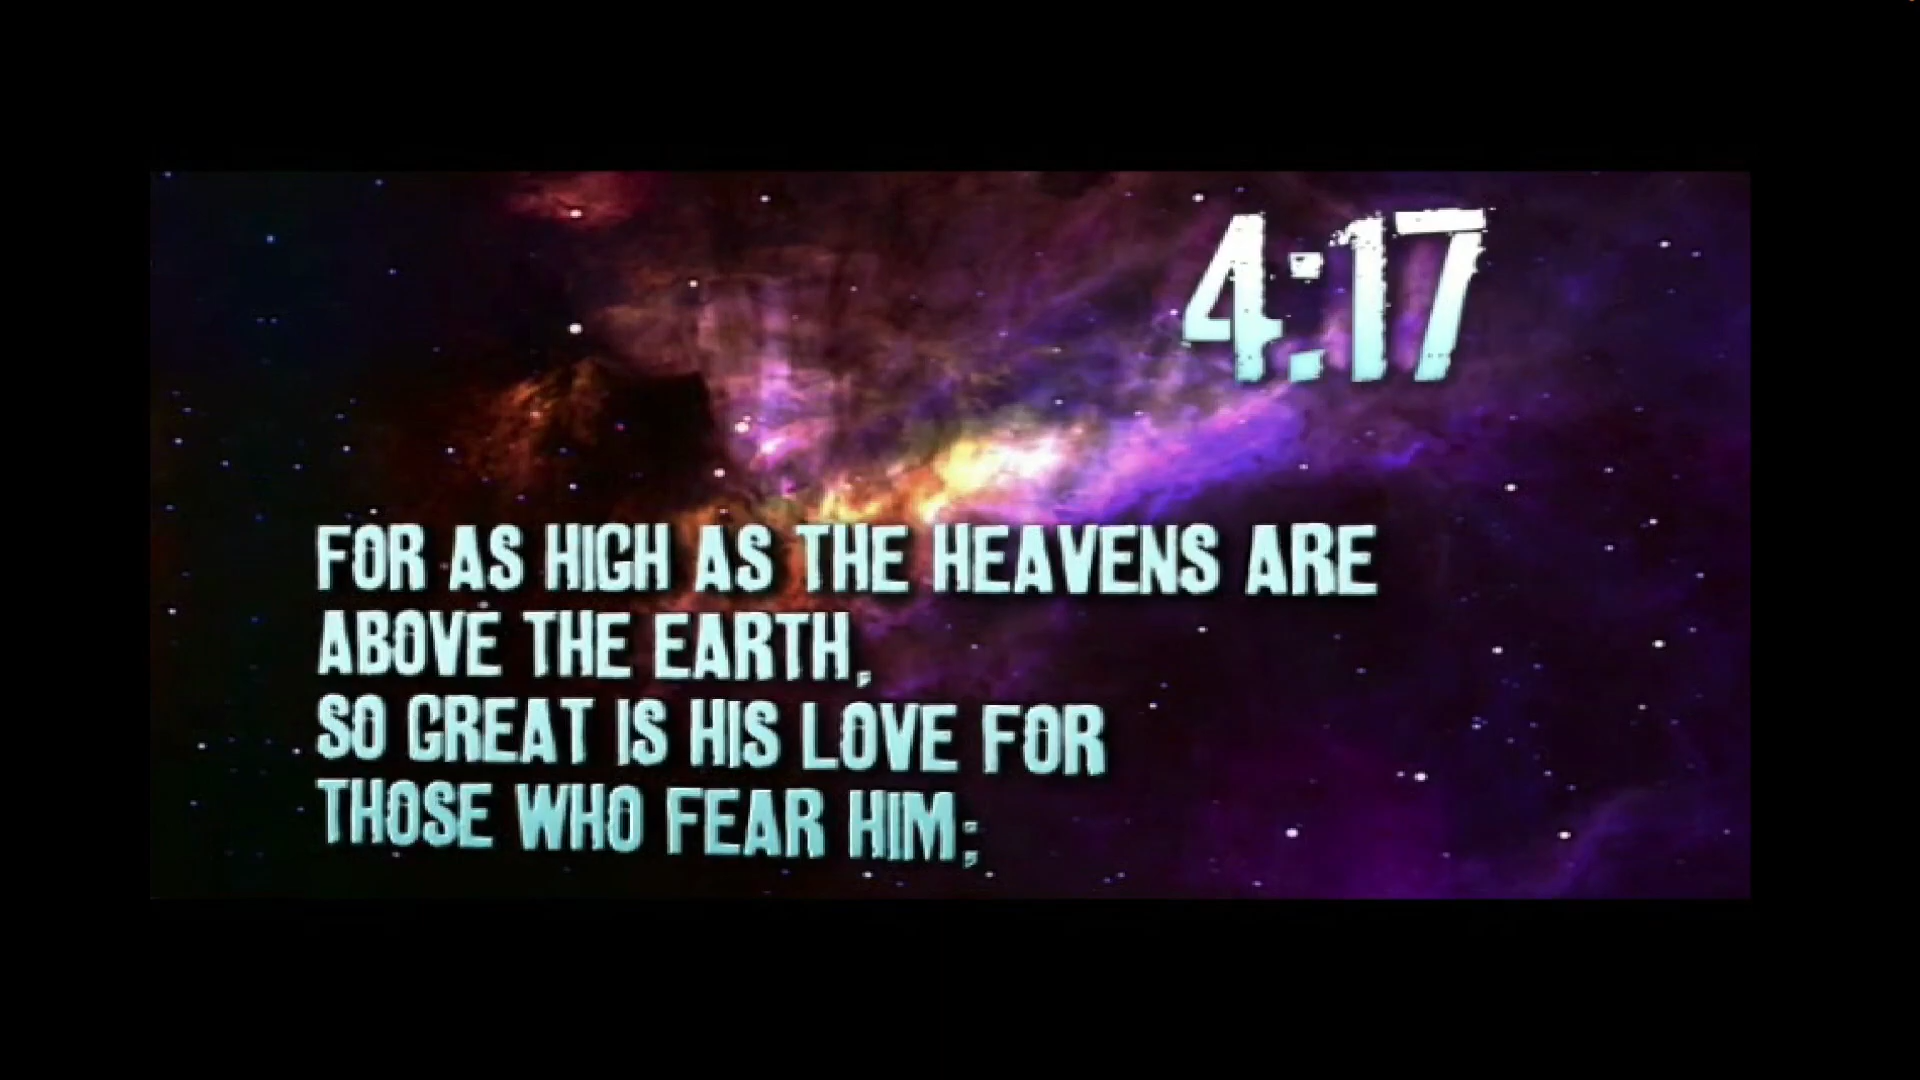 4:17
FOR AS HIGH AS THE HEAVENS ARE
ABOVE THE EARTH,
SO GREAT IS HIS LOVE FOR
THOSE WHO FEAR HIM;